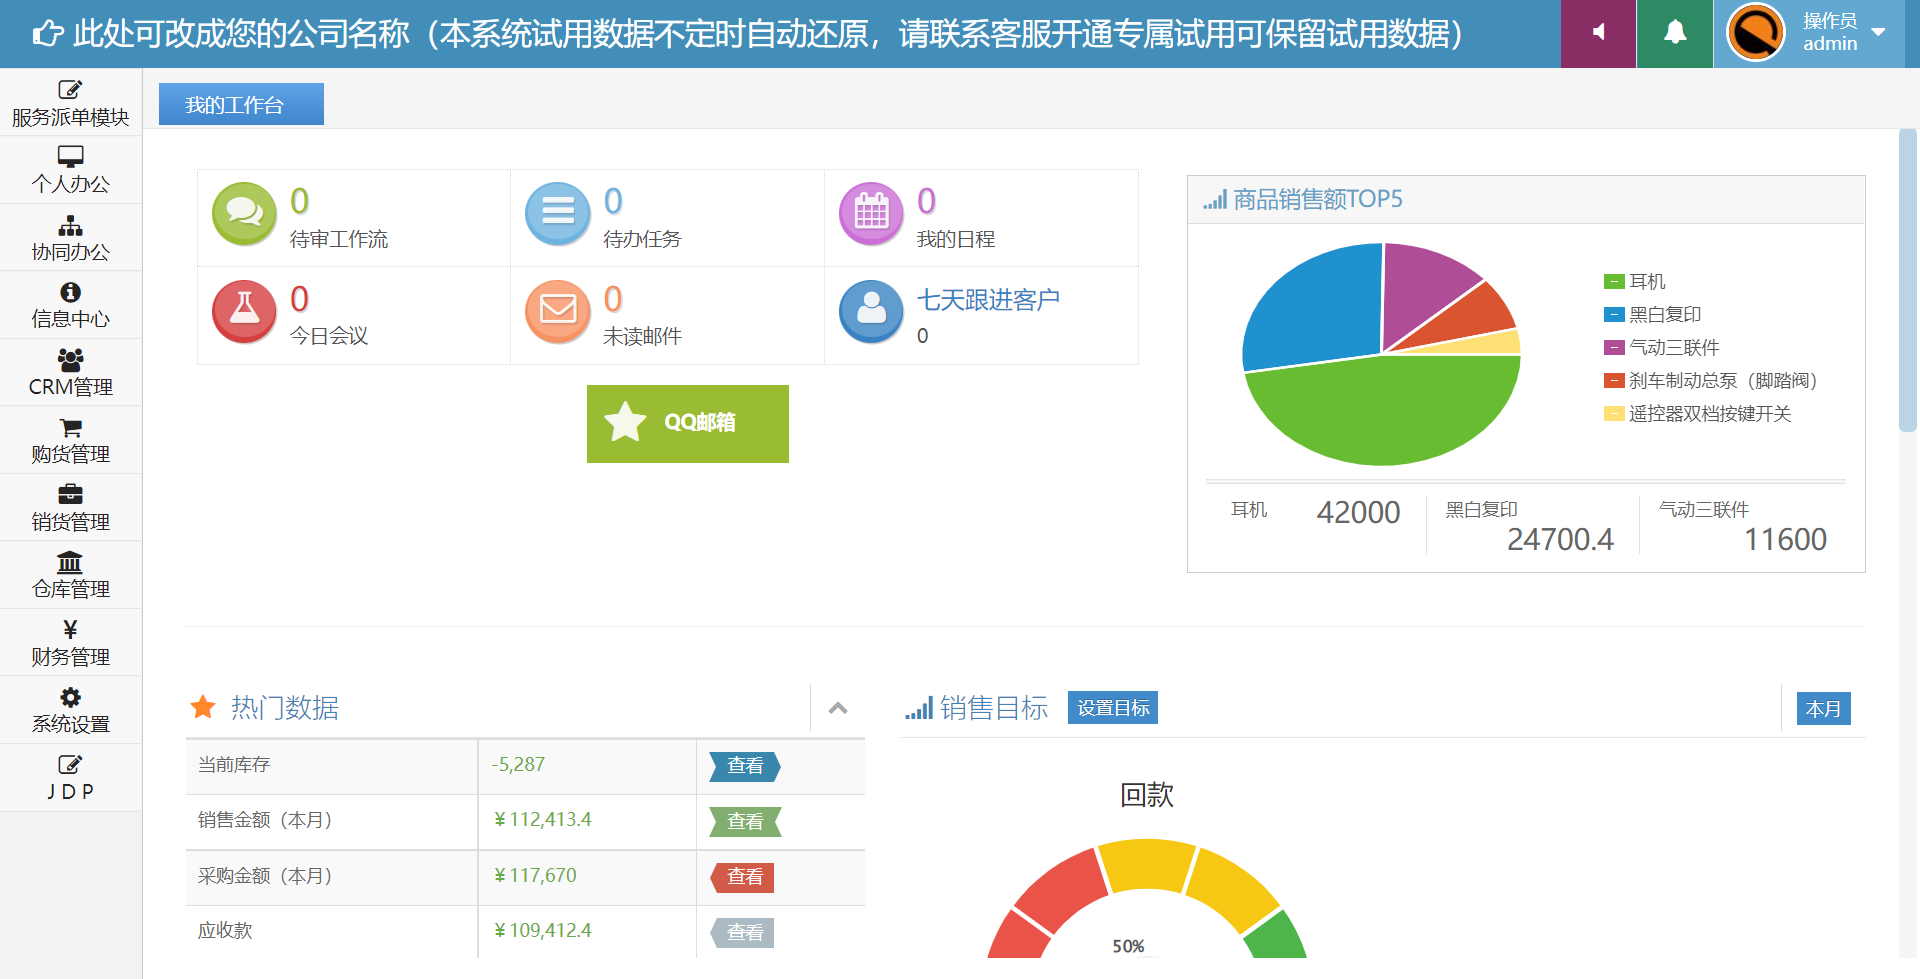 此处可改成您的公司名称（本系统试用数据不定时自动还原，请联系客服开通专属试用可保留试用数据）
操作员
admin
服务派单模块
个人办公
协同办公
信息中心
CRM管理
购货管理
销货管理
仓库管理
¥
财务管理
系统设置
J D P
我的工作台
0
待审工作流
0
待办任务
0
我的日程
0
今日会议
0
未读邮件
七天跟进客户
0
QQ邮箱
商品销售额TOP5
耳机
黑白复印
气动三联件
刹车制动总泵（脚踏阀）
遥控器双档按键开关
耳机 42000
黑白复印 24700.4
气动三联件 11600
热门数据
当前库存 -5,287 查看
销售金额（本月） ¥ 112,413.4 查看
采购金额（本月） ¥ 117,670 查看
应收款 ¥ 109,412.4 查看
销售目标 设置目标 本月
回款
50%